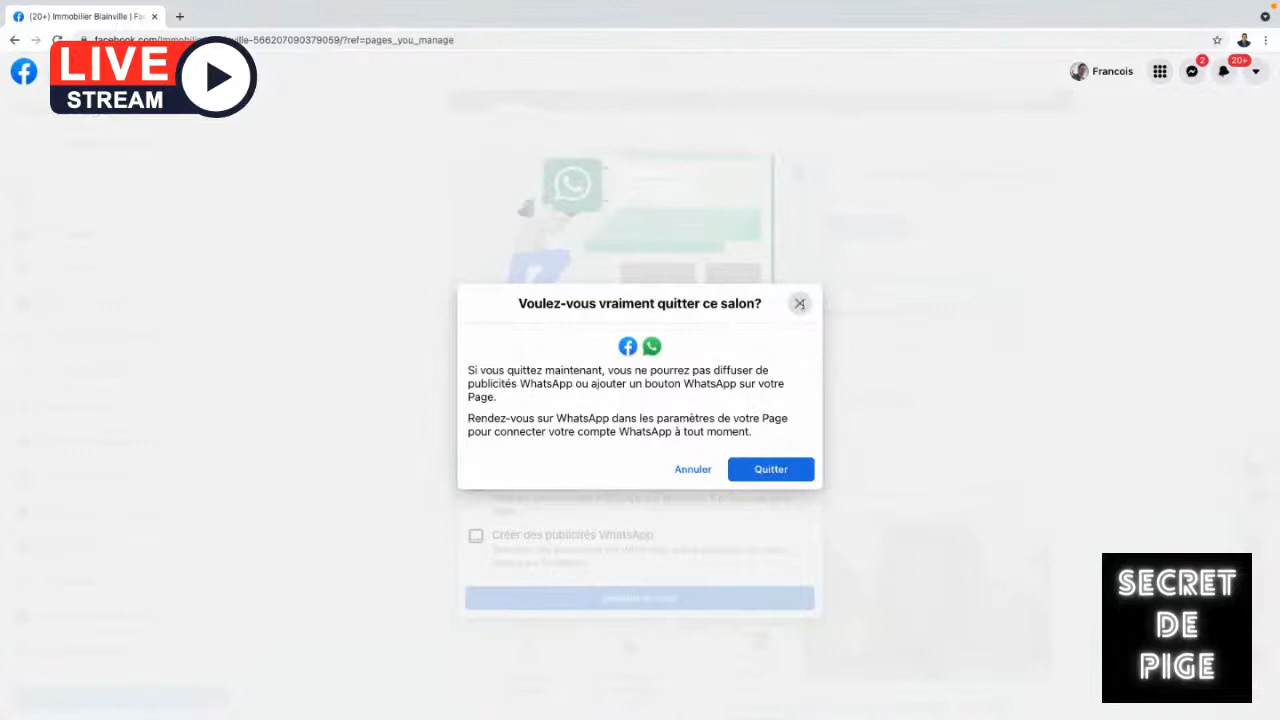 (20+) Immobilier Blainville | Fac
facebook.com/
ville-566207090379059/?ref=pages_you_manage
LIVE
STREAM
Francois
2
20+
Voulez-vous vraiment quitter ce salon?
Si vous quittez maintenant, vous ne pourrez pas diffuser de
publicités WhatsApp ou ajouter un bouton WhatsApp sur votre
Page.
Rendez-vous sur WhatsApp dans les paramètres de votre Page
pour connecter votre compte WhatsApp à tout moment.
Annuler
Quitter
Créer des publicités WhatsApp
SECRET
DE
PIGE